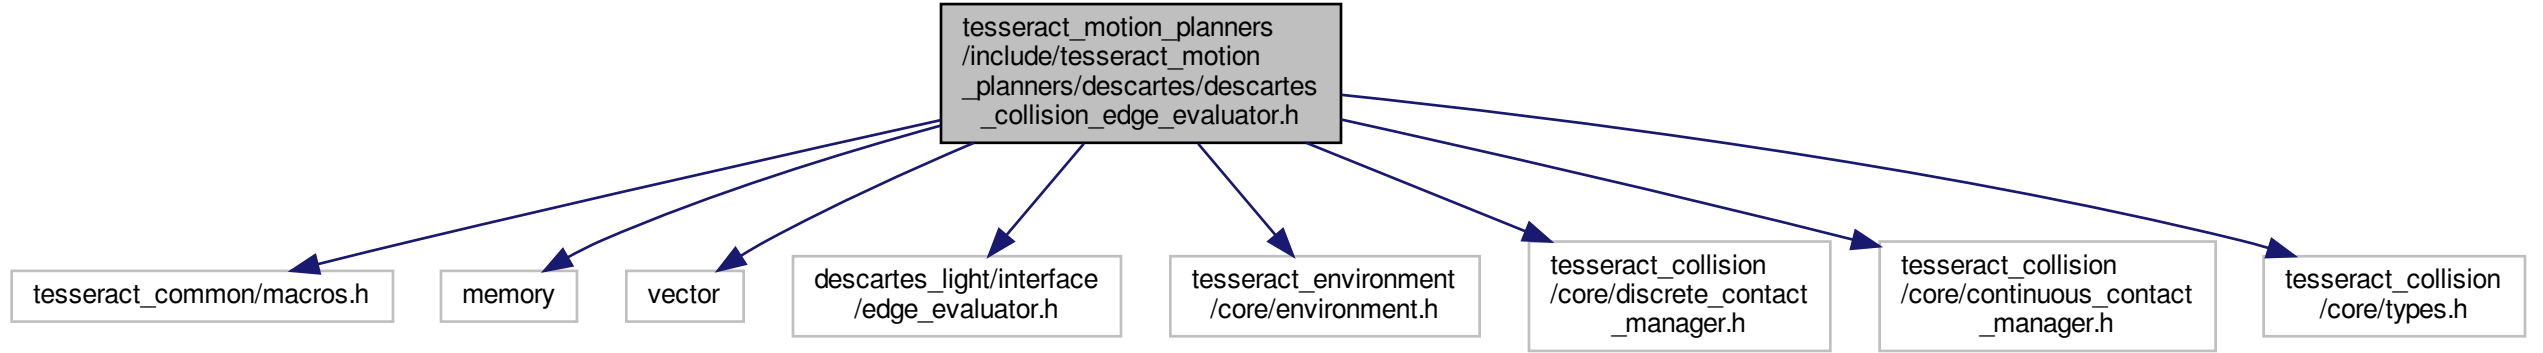 tesseract_motion_planners
/include/tesseract_motion
_planners/descartes/descartes
_collision_edge_evaluator.h
tesseract_common/macros.h
memory
vector
descartes_light/interface
/edge_evaluator.h
tesseract_environment
/core/environment.h
tesseract_collision
/core/discrete_contact
_manager.h
tesseract_collision
/core/continuous_contact
_manager.h
tesseract_collision
/core/types.h